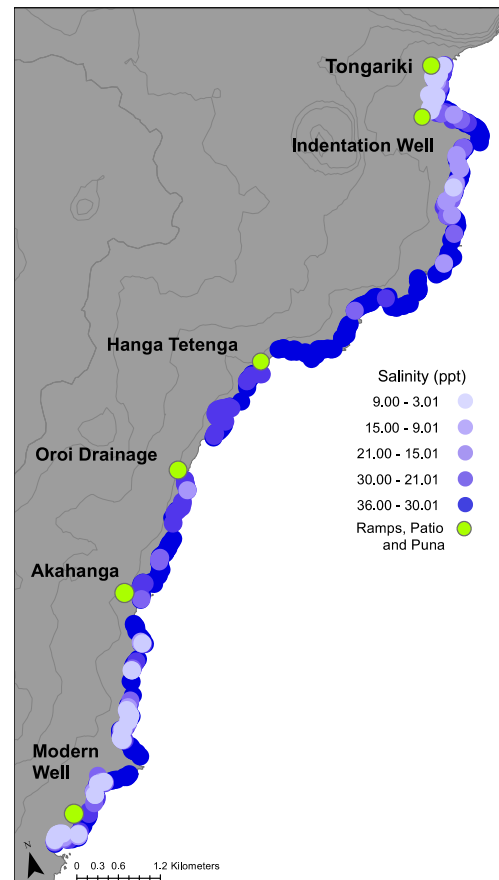 Tongariki
Indentation Well
Hanga Tetenga
Salinity (ppt)
9.00 - 3.01
15.00 - 9.01
21.00 - 15.01
30.00 - 21.01
36.00 - 30.01
Ramps, Patio
and Puna
Oroi Drainage
Akahanga
Modern
Well
N
0 0.3 0.6 1.2 Kilometers